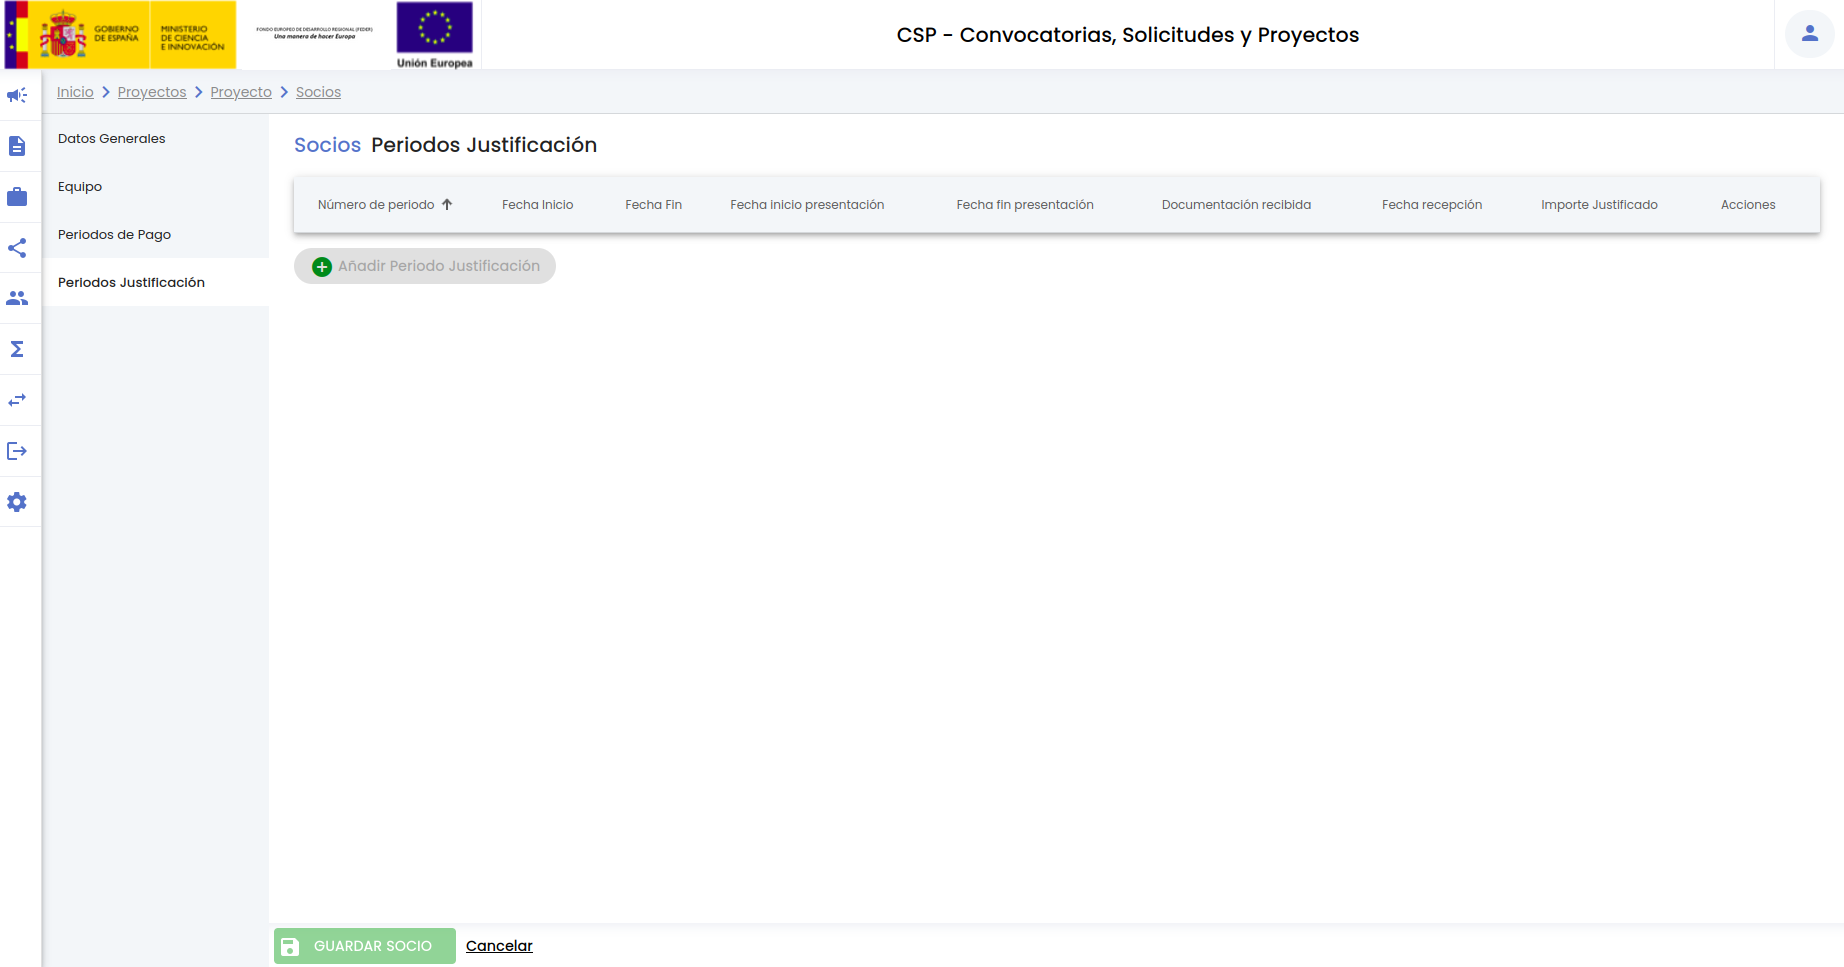 GOBIERNO
DE ESPAÑA
MINISTERIO
DE CIENCIA
E INNOVACIÓN
FONDO EUROPEO DE DESARROLLO REGIONAL (FEDER)
Una manera de hacer Europa
Unión Europea
CSP - Convocatorias, Solicitudes y Proyectos
Inicio > Proyectos > Proyecto > Socios
Datos Generales
Equipo
Periodos de Pago
Periodos Justificación
Socios Periodos Justificación
Número de periodo Fecha Inicio Fecha Fin Fecha inicio presentación Fecha fin presentación Documentación recibida Fecha recepción Importe Justificado Acciones
Añadir Periodo Justificación
GUARDAR SOCIO Cancelar